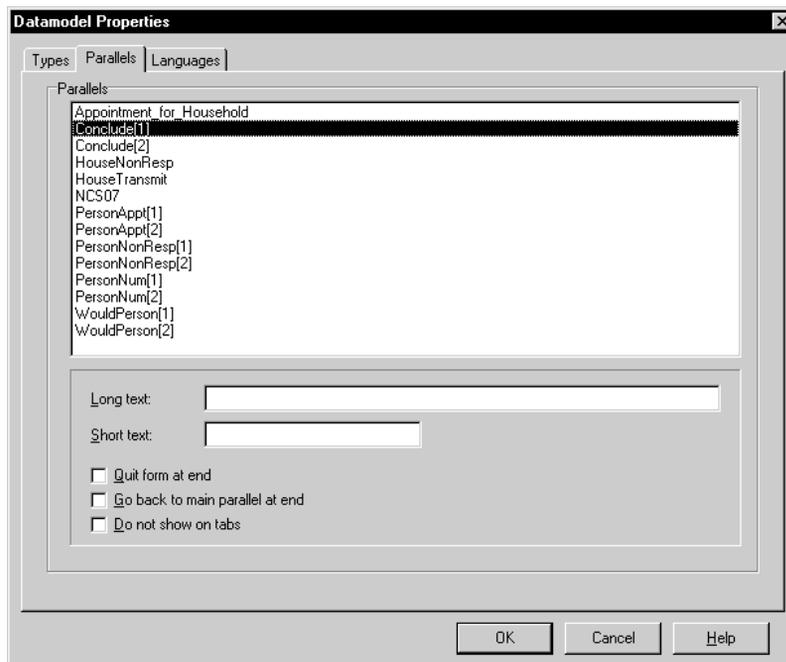 Datamodel Properties
Types Parallels Languages
Parallels
Appointment_for_Household
Conclude[1]
Conclude[2]
HouseNonResp
HouseTransmit
NCS07
PersonAppt[1]
PersonAppt[2]
PersonNonResp[1]
PersonNonResp[2]
PersonNum[1]
PersonNum[2]
WouldPerson[1]
WouldPerson[2]
Long text:
Short text:
Quit form at end
Go back to main parallel at end
Do not show on tabs
OK Cancel Help